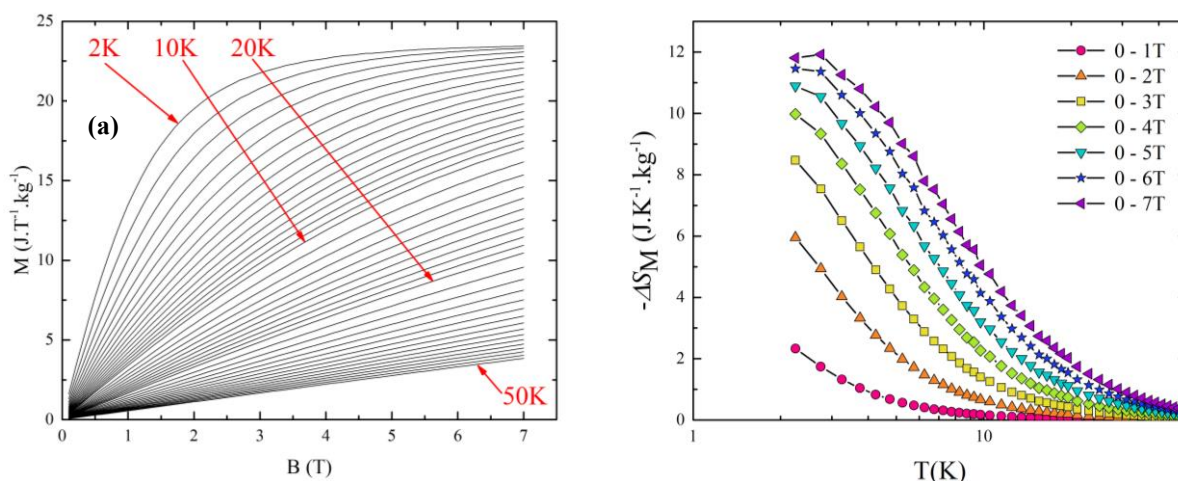 25
20
15
10
5
0
M (J.T⁻¹.kg⁻¹)
2K
10K
20K
(a)
50K
0 1 2 3 4 5 6 7
B (T)
12
10
8
6
4
2
0
-ΔS_M (J.K⁻¹.kg⁻¹)
0 - 1T
0 - 2T
0 - 3T
0 - 4T
0 - 5T
0 - 6T
0 - 7T
1 10
T(K)